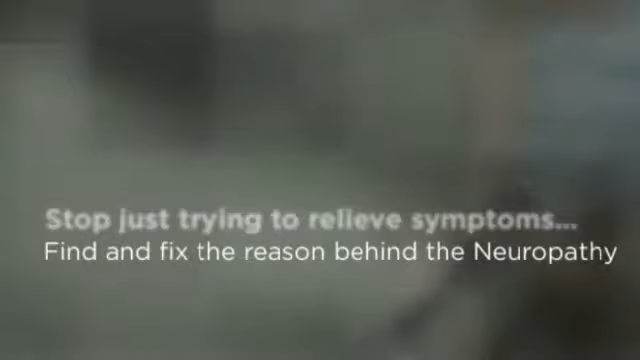 Stop just trying to relieve symptoms...
Find and fix the reason behind the Neuropathy